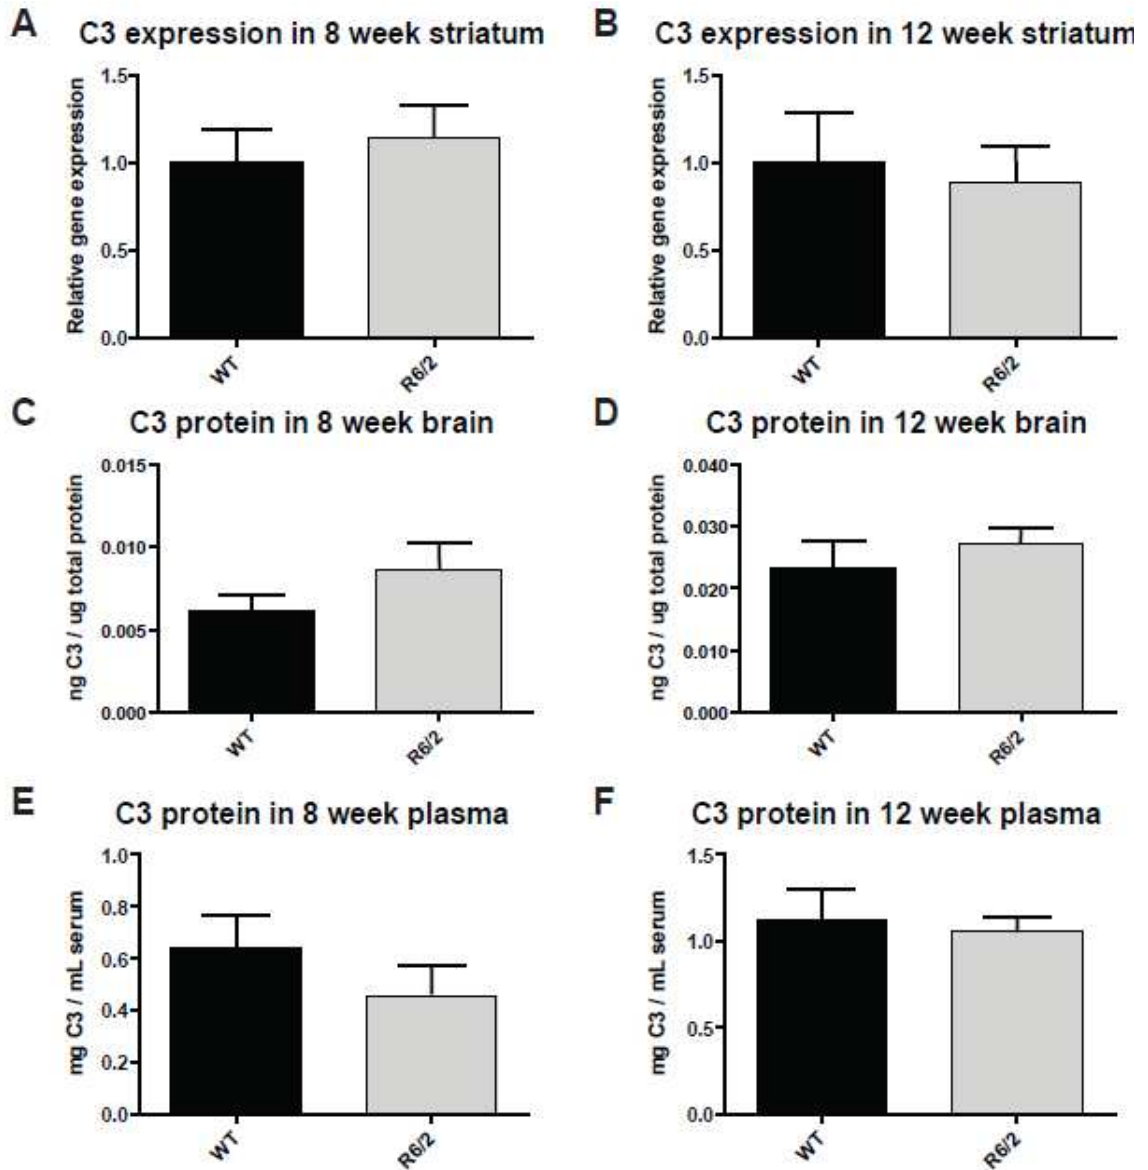 A
C3 expression in 8 week striatum
Relative gene expression
1.5
1.0
0.5
0.0
WT
R6/2
B
C3 expression in 12 week striatum
Relative gene expression
1.5
1.0
0.5
0.0
WT
R6/2
C
C3 protein in 8 week brain
ng C3 / ug total protein
0.015
0.010
0.005
0.000
WT
R6/2
D
C3 protein in 12 week brain
ng C3 / ug total protein
0.040
0.030
0.020
0.010
0.000
WT
R6/2
E
C3 protein in 8 week plasma
mg C3 / mL serum
1.0
0.8
0.6
0.4
0.2
0.0
WT
R6/2
F
C3 protein in 12 week plasma
mg C3 / mL serum
1.5
1.0
0.5
0.0
WT
R6/2